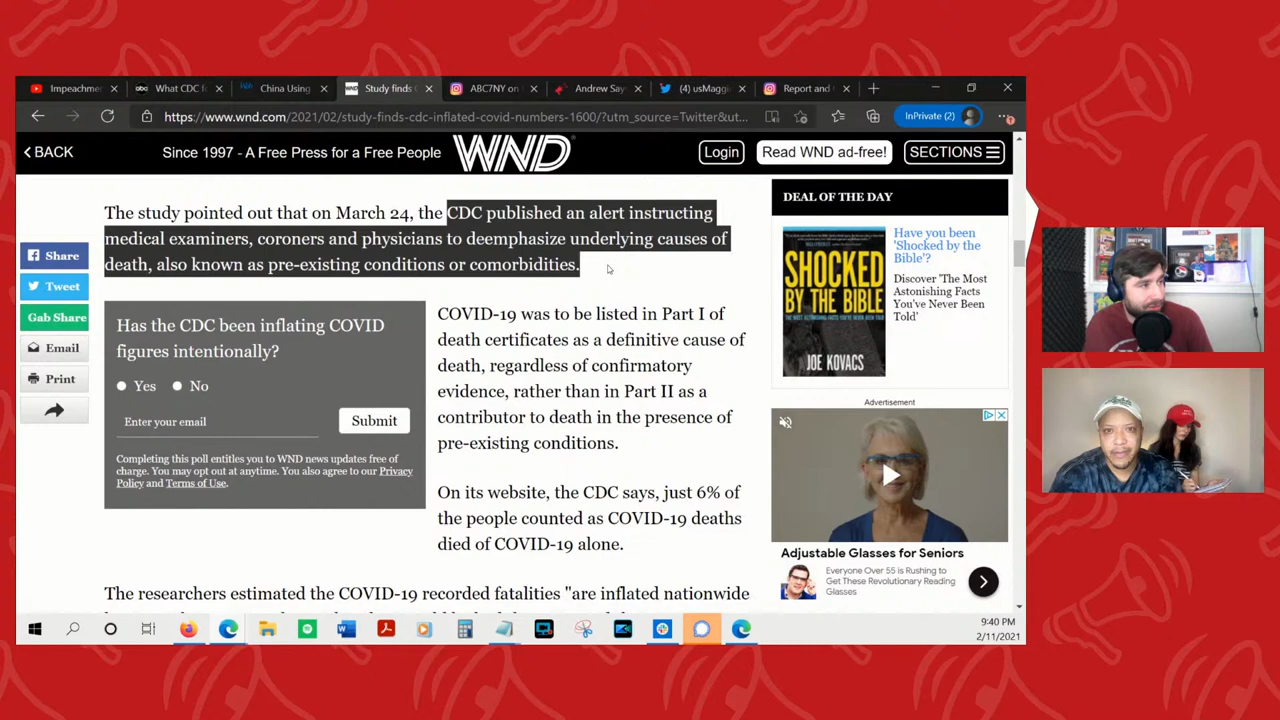 Impeachme
What CDC f
China Using
WND
Study finds
ABC7NY on
Andrew Say
(4) usMaggi
Report and
https://www.wnd.com/2021/02/study-finds-cdc-inflated-covid-numbers-1600/?utm_source=Twitter&ut...
InPrivate (2)
BACK
Since 1997 - A Free Press for a Free People
WND
Login
Read WND ad-free!
SECTIONS
The study pointed out that on March 24, the CDC published an alert instructing
medical examiners, coroners and physicians to deemphasize underlying causes of
death, also known as pre-existing conditions or comorbidities.
Share
Tweet
Gab Share
Email
Print
Has the CDC been inflating COVID
figures intentionally?
Yes No
Enter your email
Submit
Completing this poll entitles you to WND news updates free of
charge. You may opt out at anytime. You also agree to our Privacy
Policy and Terms of Use.
COVID-19 was to be listed in Part I of
death certificates as a definitive cause of
death, regardless of confirmatory
evidence, rather than in Part II as a
contributor to death in the presence of
pre-existing conditions.
On its website, the CDC says, just 6% of
the people counted as COVID-19 deaths
died of COVID-19 alone.
The researchers estimated the COVID-19 recorded fatalities "are inflated nationwide
DEAL OF THE DAY
SHOCKED
BY THE BIBLE
JOE KOVACS
Have you been
'Shocked by the
Bible'?
Discover 'The Most
Astonishing Facts
You've Never Been
Told'
Advertisement
Adjustable Glasses for Seniors
Everyone Over 55 is Rushing to
Get These Revolutionary Reading
Glasses
9:40 PM
2/11/2021